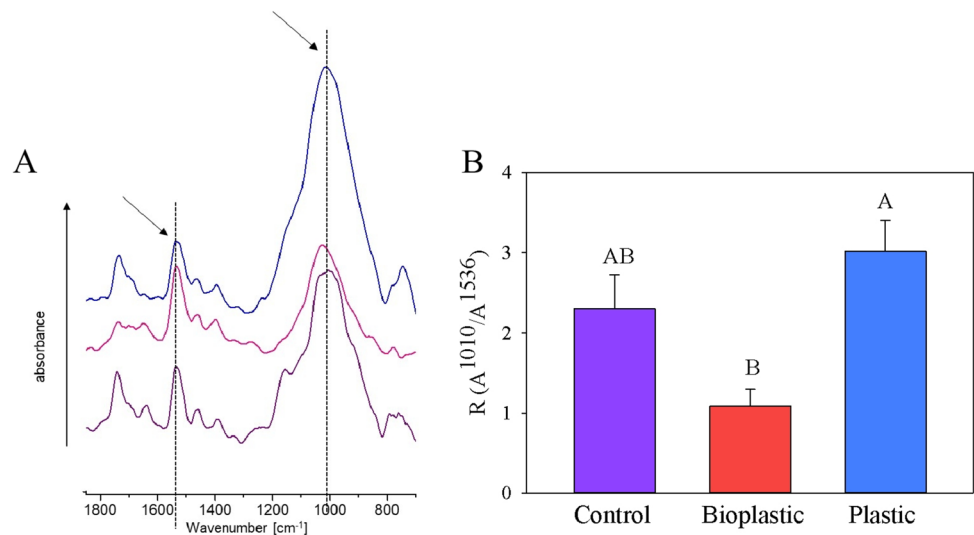 A
absorbance
1800 1600 1400 1200 1000 800
Wavenumber [cm⁻¹]
B
R (A¹⁰¹⁰/A¹⁵³⁶)
4
3
2
1
0
AB
B
A
Control Bioplastic Plastic